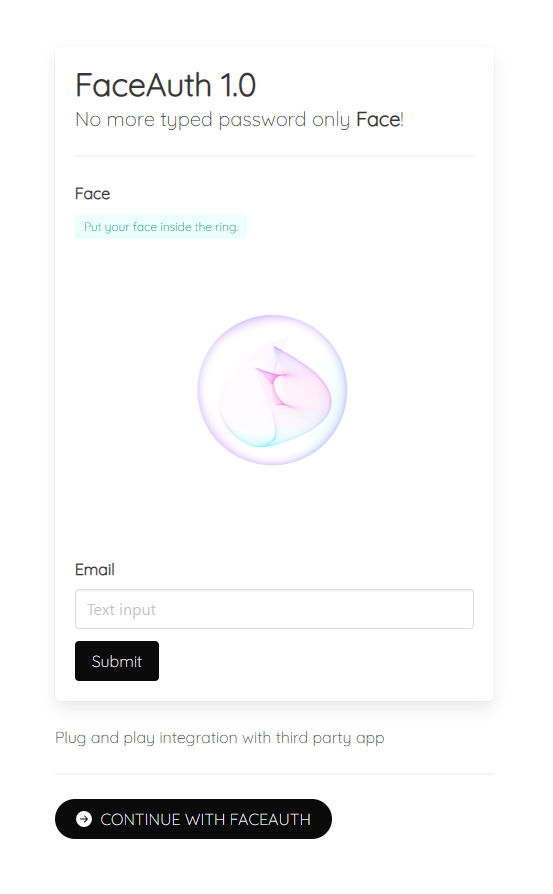 FaceAuth 1.0
No more typed password only Face!
Face
Put your face inside the ring.
Email
Text input
Submit
Plug and play integration with third party app
CONTINUE WITH FACEAUTH